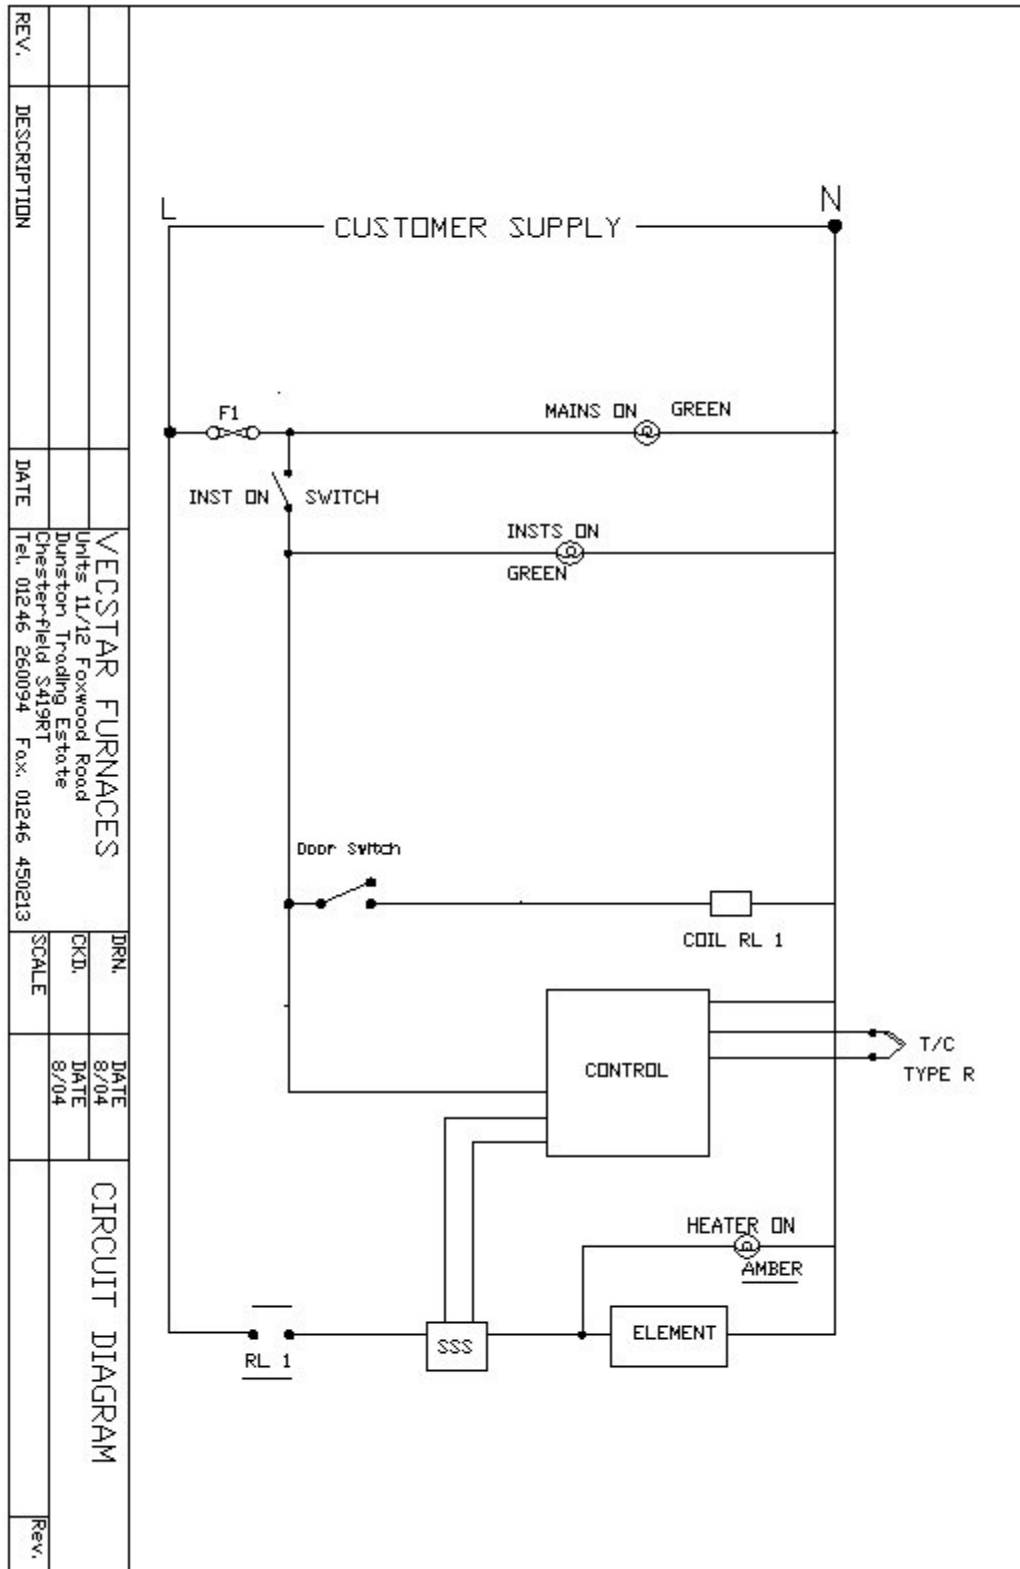 L
N
CUSTOMER SUPPLY
F1
MAINS ON GREEN
INST ON SWITCH
INSTS ON
GREEN
Door Switch
COIL RL 1
CONTROL
T/C
TYPE R
HEATER ON
AMBER
RL 1
SSS
ELEMENT
REV. DESCRIPTION DATE
VECSTAR FURNACES
Units 11/12 Foxwood Road
Dunston Trading Estate
Chesterfield S419RT
Tel. 01246 260094 Fax. 01246 450213
DRN. DATE
8/04
CKD. DATE
8/04
SCALE
CIRCUIT DIAGRAM
Rev.